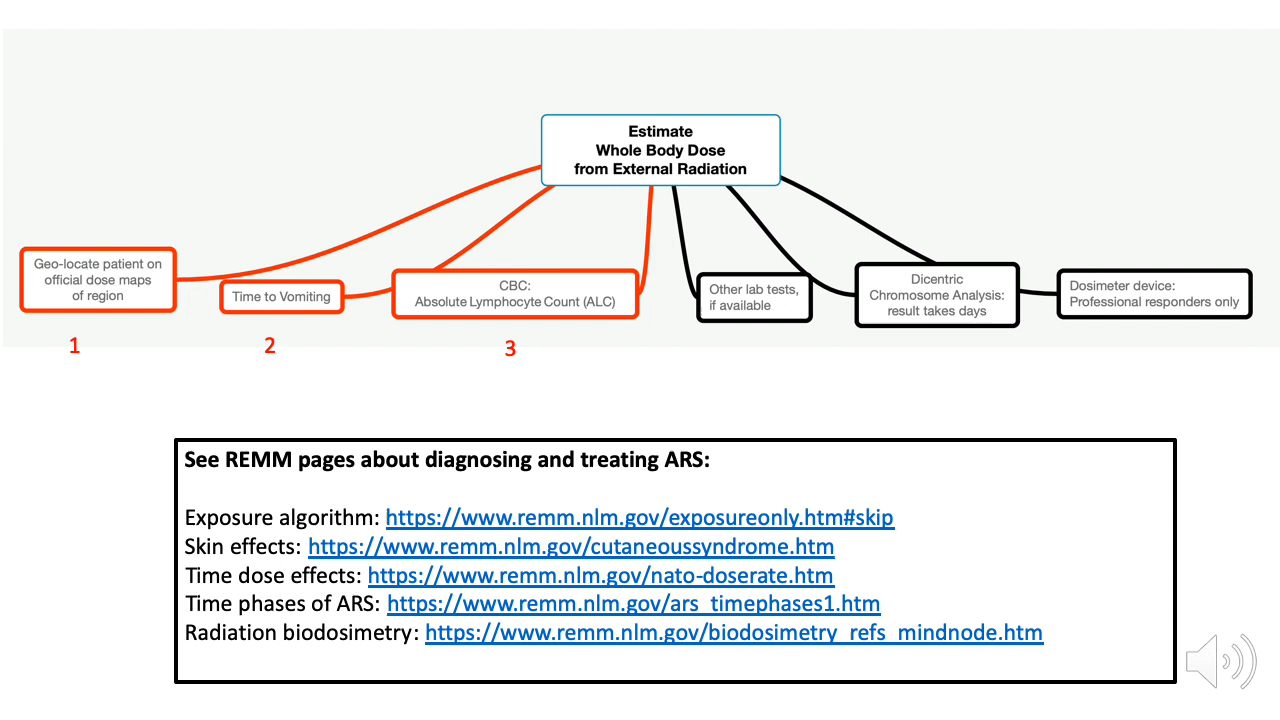 Estimate
Whole Body Dose
from External Radiation
Geo-locate patient on
official dose maps
of region
Time to Vomiting
CBC:
Absolute Lymphocyte Count (ALC)
Other lab tests,
if available
Dicentric
Chromosome Analysis:
result takes days
Dosimeter device:
Professional responders only
1
2
3
See REMM pages about diagnosing and treating ARS:
Exposure algorithm: https://www.remm.nlm.gov/exposureonly.htm#skip
Skin effects: https://www.remm.nlm.gov/cutaneoussyndrome.htm
Time dose effects: https://www.remm.nlm.gov/nato-doserate.htm
Time phases of ARS: https://www.remm.nlm.gov/ars_timephases1.htm
Radiation biodosimetry: https://www.remm.nlm.gov/biodosimetry_refs_mindnode.htm